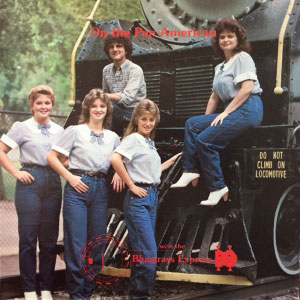 On the Pan American
DO NOT
CLIMB ON
LOCOMOTIVE
with the
Bluegrass Express